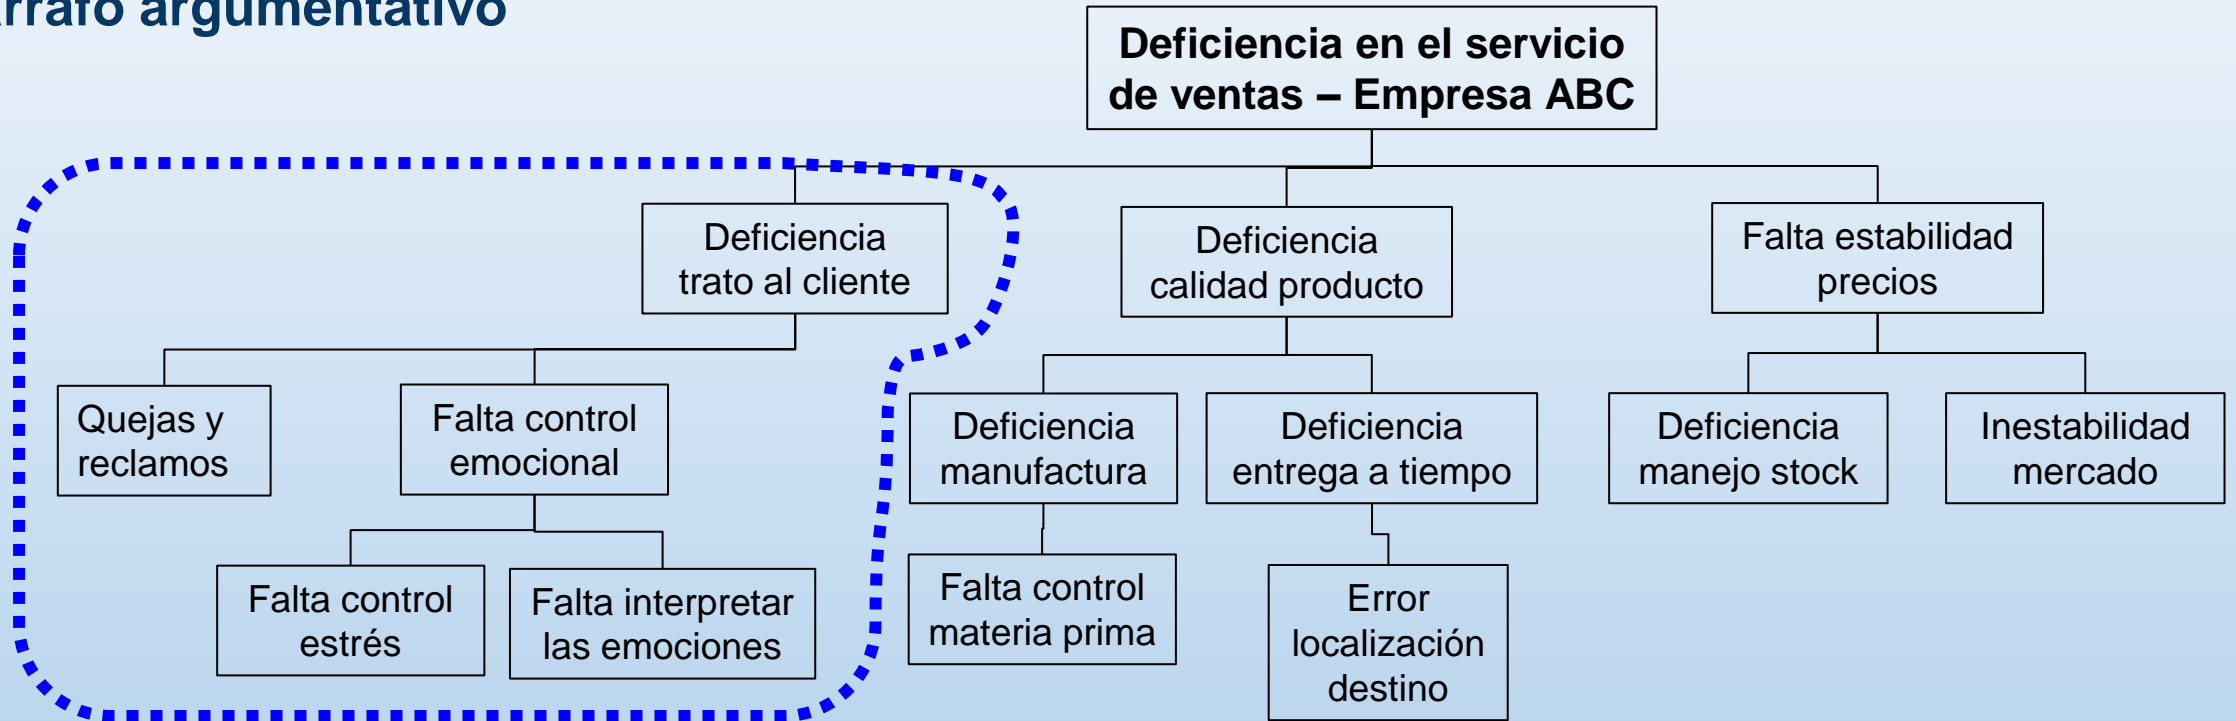 árrafo argumentativo
Deficiencia en el servicio
de ventas – Empresa ABC
Deficiencia
trato al cliente
Deficiencia
calidad producto
Falta estabilidad
precios
Quejas y
reclamos
Falta control
emocional
Deficiencia
manufactura
Deficiencia
entrega a tiempo
Deficiencia
manejo stock
Inestabilidad
mercado
Falta control
estrés
Falta interpretar
las emociones
Falta control
materia prima
Error
localización
destino